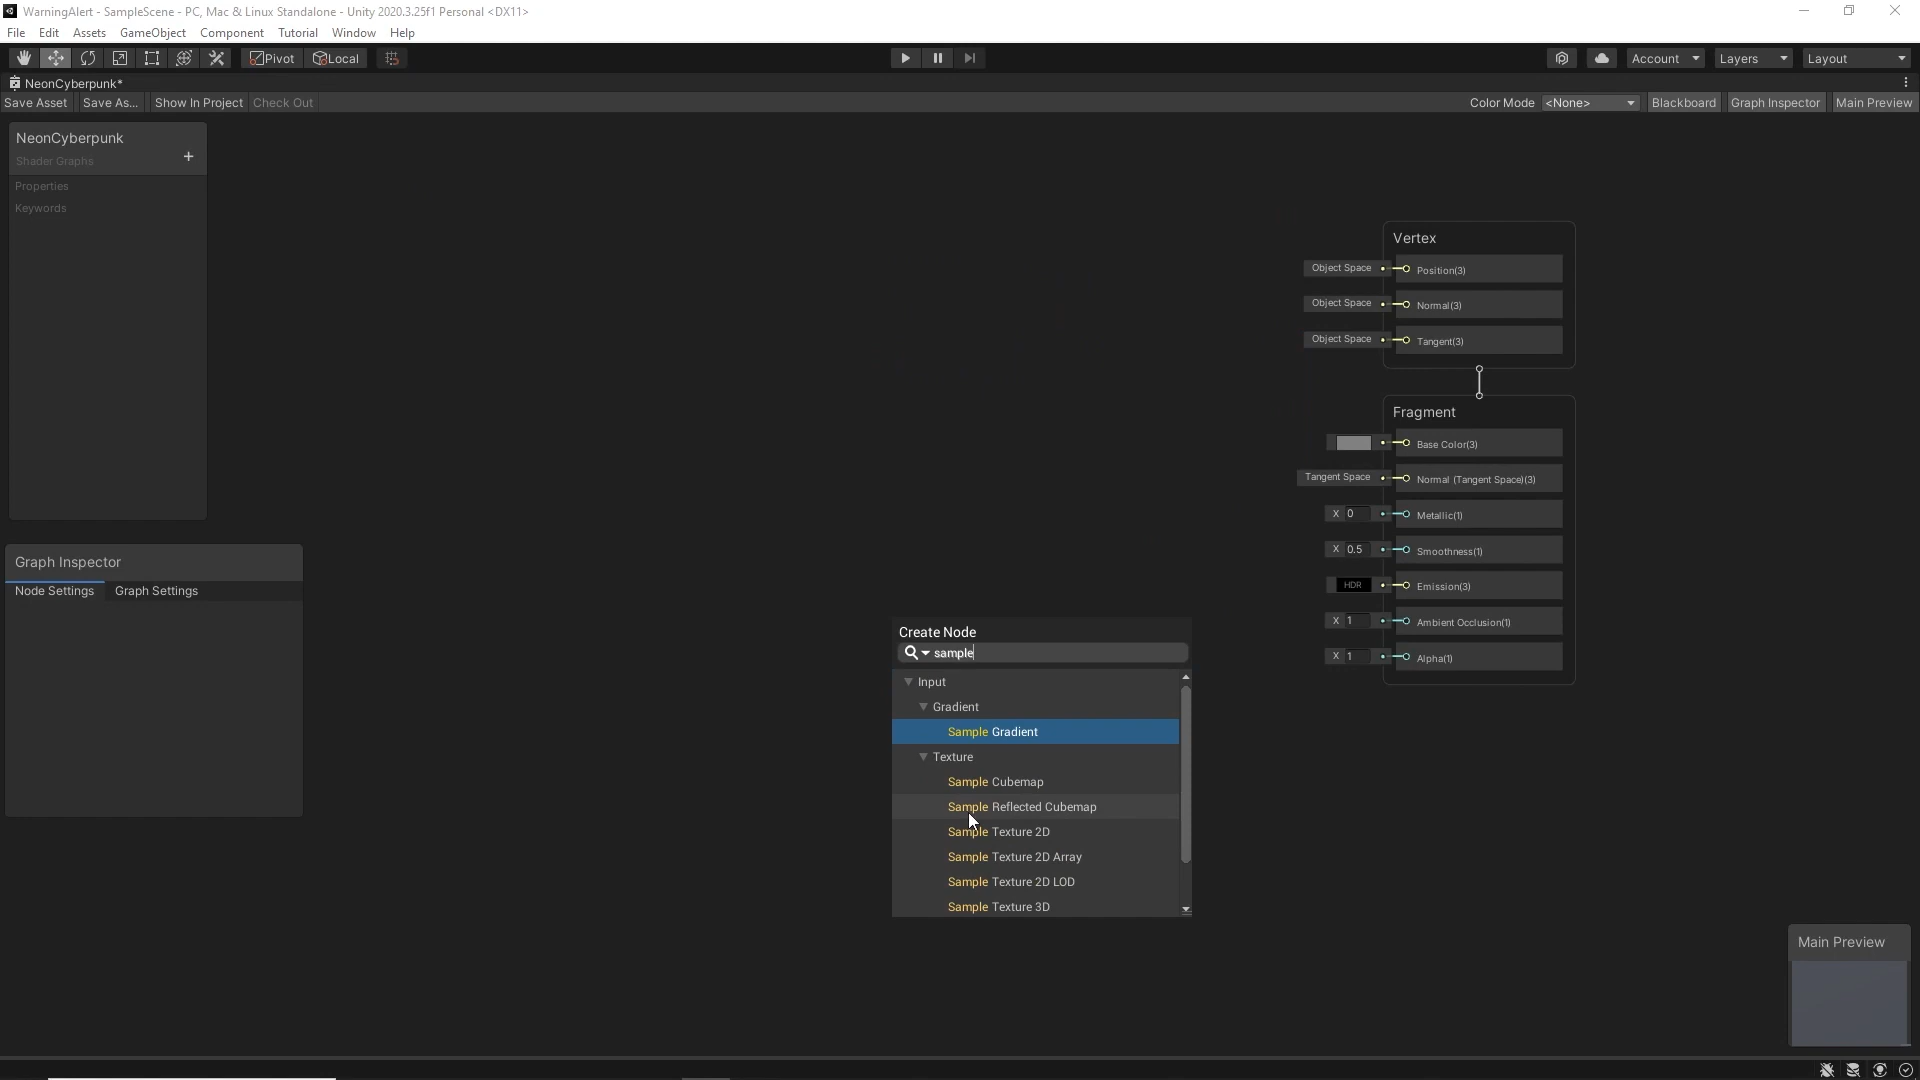 WarningAlert - SampleScene - PC, Mac & Linux Standalone - Unity 2020.3.25f1 Personal <DX11>
File Edit Assets GameObject Component Tutorial Window Help
Pivot Local Account Layers Layout
NeonCyberpunk*
Save Asset Save As... Show In Project Check Out Color Mode <None> Blackboard Graph Inspector Main Preview
NeonCyberpunk
Shader Graphs +
Properties
Keywords
Vertex
Object Space Position(3)
Object Space Normal(3)
Object Space Tangent(3)
Fragment
Base Color(3)
Tangent Space Normal (Tangent Space)(3)
X 0 Metallic(1)
X 0.5 Smoothness(1)
HDR Emission(3)
X 1 Ambient Occlusion(1)
X 1 Alpha(1)
Graph Inspector
Node Settings Graph Settings
Create Node
sample
Input
Gradient
Sample Gradient
Texture
Sample Cubemap
Sample Reflected Cubemap
Sample Texture 2D
Sample Texture 2D Array
Sample Texture 2D LOD
Sample Texture 3D
Main Preview